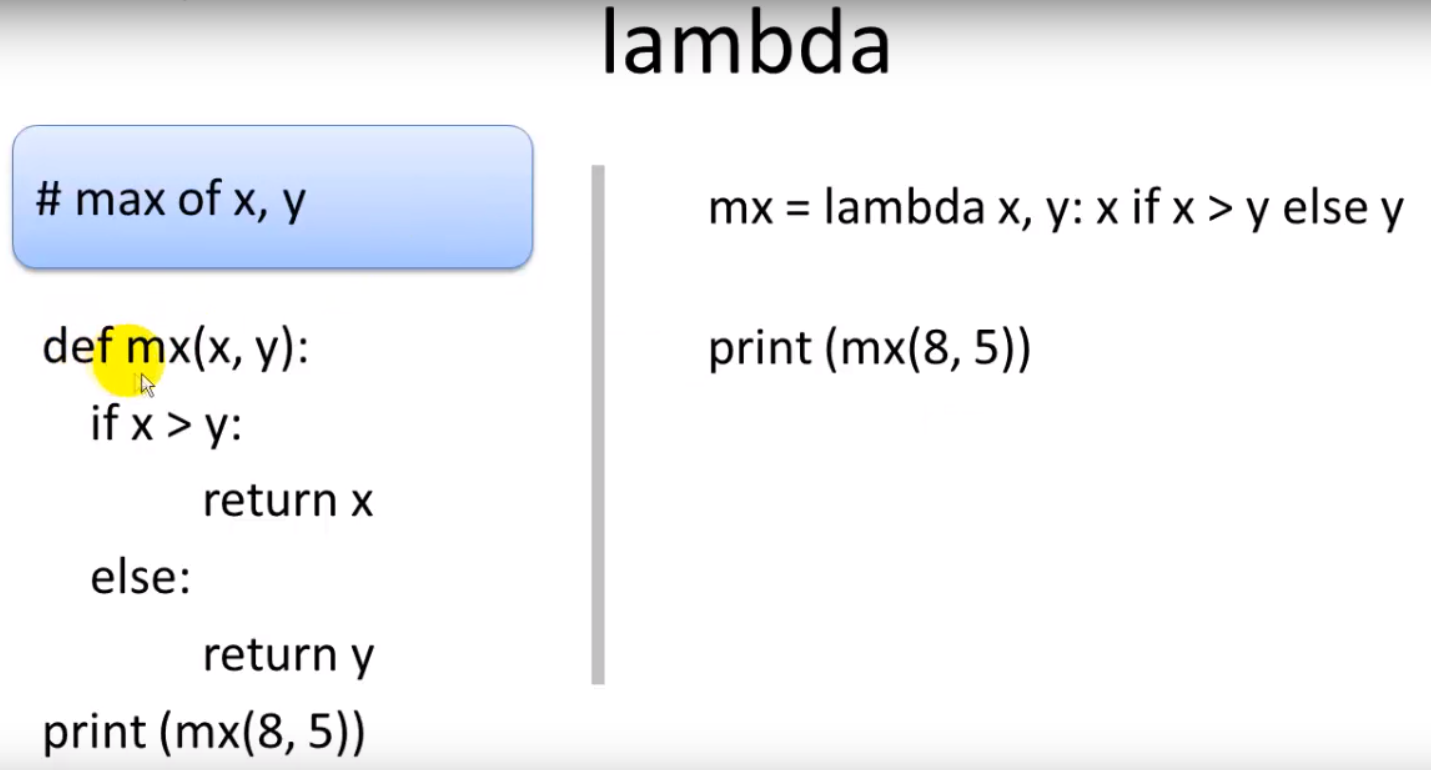 lambda
# max of x, y
def mx(x, y):
if x > y:
return x
else:
return y
print (mx(8, 5))
mx = lambda x, y: x if x > y else y
print (mx(8, 5))